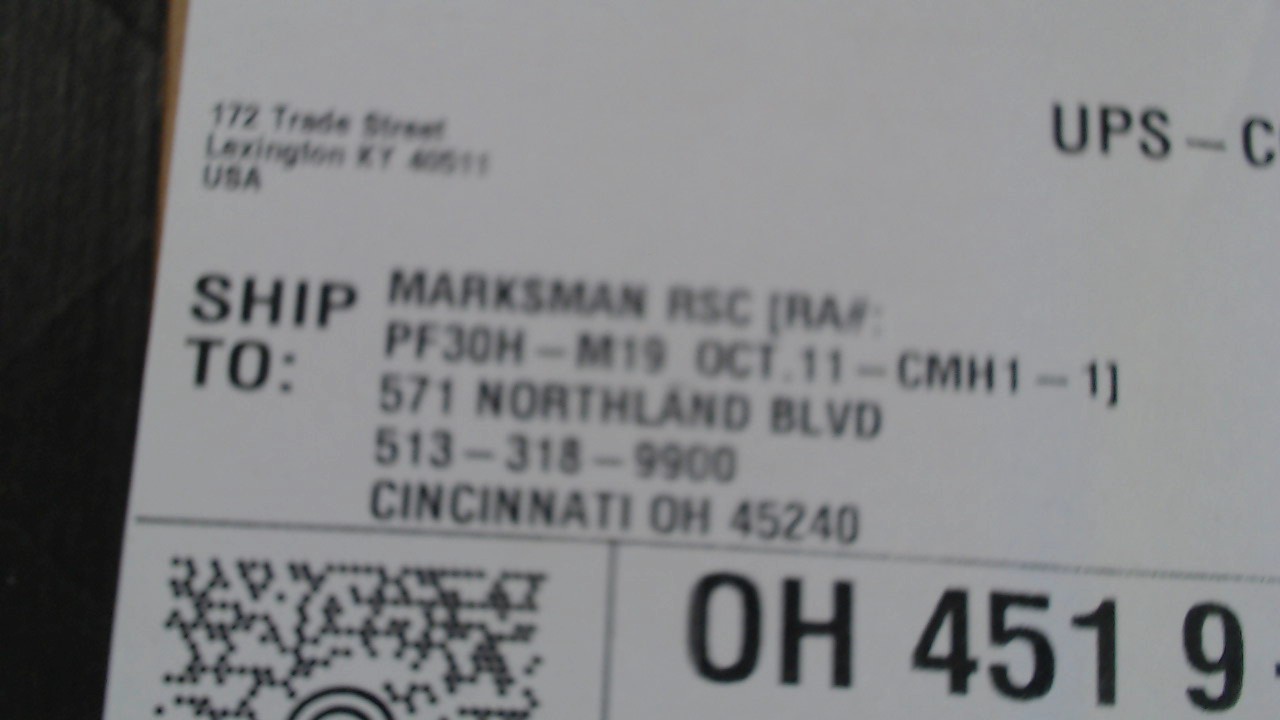 172 Trade Street
Lexington KY 40511
USA
UPS - C
SHIP TO:
MARKSMAN RSC [RA#:
PF30H-M19 OCT.11-CMH1-1]
571 NORTHLAND BLVD
513-318-9900
CINCINNATI OH 45240
OH 451 9-